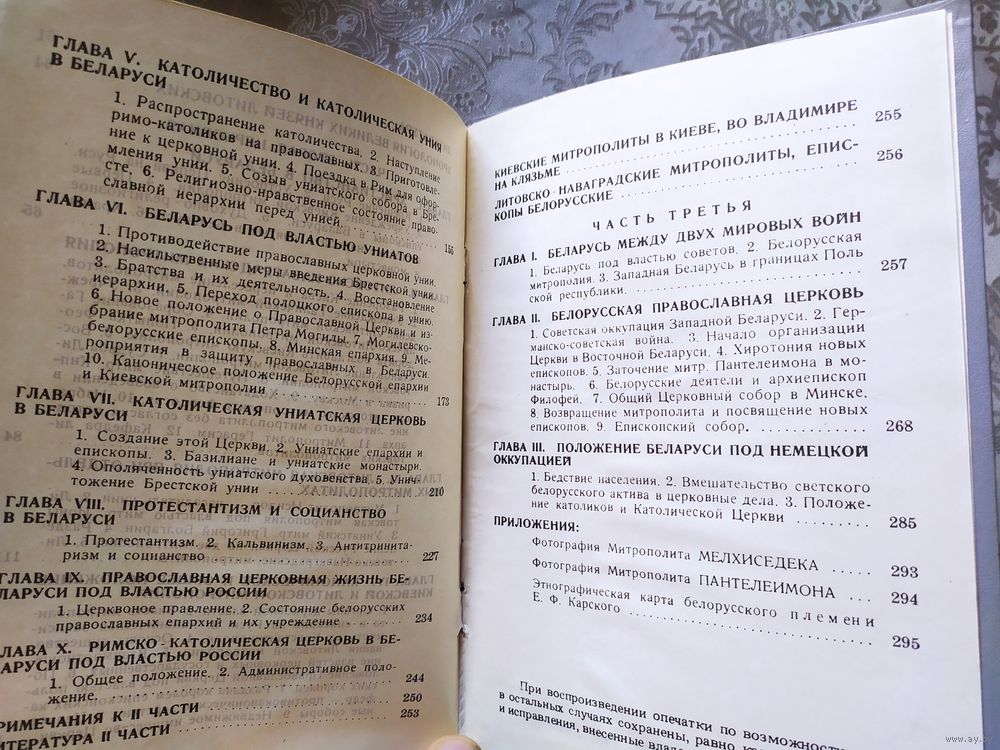 ГЛАВА V. КАТОЛИЧЕСТВО И КАТОЛИЧЕСКАЯ УНИЯ
В БЕЛАРУСИ
1. Распространение католичества. 2. Наступление
римо-католиков на православных. 3. Приготовле-
ние к церковной унии. 4. Поездка в Рим для офор-
мления унии. 5. Созыв униатского собора в Бре-
сте. 6. Религиозно-нравственное состояние право-
славной иерархии перед унией 155
ГЛАВА VI. БЕЛАРУСЬ ПОД ВЛАСТЬЮ УНИАТОВ
1. Противодействие православных церковной унии.
2. Насильственные меры введения Брестской унии.
3. Братства и их деятельность. 4. Восстановление
иерархии. 5. Переход полоцкого епископа в унию.
6. Новое положение о Православной Церкви и из-
брание митрополита Петра Могилы. 7. Могилевско-
белорусские епископы. 8. Минская епархия. 9. Ме-
роприятия в защиту православных в Беларуси.
10. Каноническое положение Белорусской епархии
и Киевской митрополии 173
ГЛАВА VII. КАТОЛИЧЕСКАЯ УНИАТСКАЯ ЦЕРКОВЬ
В БЕЛАРУСИ
1. Создание этой Церкви. 2. Униатские епархии и
епископы. 3. Базилиане и униатские монастыри.
4. Ополяченность униатского духовенства. 5. Унич-
тожение Брестской унии 210
ГЛАВА VIII. ПРОТЕСТАНТИЗМ И СОЦИАНСТВО
В БЕЛАРУСИ
1. Протестантизм. 2. Кальвинизм. 3. Антитринита-
ризм и социанство 227
ГЛАВА IX. ПРАВОСЛАВНАЯ ЦЕРКОВНАЯ ЖИЗНЬ БЕ-
ЛАРУСИ ПОД ВЛАСТЬЮ РОССИИ
1. Церквоное правление. 2. Состояние белорусских
православных епархий и их учреждение 234
ГЛАВА X. РИМСКО-КАТОЛИЧЕСКАЯ ЦЕРКОВЬ В БЕ-
ЛАРУСИ ПОД ВЛАСТЬЮ РОССИИ
1. Общее положение. 2. Административное поло-
жение. 244
ПРИМЕЧАНИЯ К II ЧАСТИ 250
ЛИТЕРАТУРА II ЧАСТИ 253
КИЕВСКИЕ МИТРОПОЛИТЫ В КИЕВЕ, ВО ВЛАДИМИРЕ
НА КЛЯЗЬМЕ 255
ЛИТОВСКО-НАВАГРАДСКИЕ МИТРОПОЛИТЫ, ЕПИС-
КОПЫ БЕЛОРУССКИЕ 256
ЧАСТЬ ТРЕТЬЯ
ГЛАВА I. БЕЛАРУСЬ МЕЖДУ ДВУХ МИРОВЫХ ВОЙН
1. Беларусь под властью советов. 2. Белорусская
митрополия. 3. Западная Беларусь в границах Поль
ской республики. 257
ГЛАВА II. БЕЛОРУССКАЯ ПРАВОСЛАВНАЯ ЦЕРКОВЬ
1. Советская оккупация Западной Беларуси. 2. Гер-
манско-советская война. 3. Начало организации
Церкви в Восточной Беларуси. 4. Хиротония новых
епископов. 5. Заточение митр. Пантелеимона в мо-
настырь. 6. Белорусские деятели и архиепископ
Филофей. 7. Общий Церковный собор в Минске.
8. Возвращение митрополита и посвящение новых
епископов. 9. Епископский собор. 268
ГЛАВА III. ПОЛОЖЕНИЕ БЕЛАРУСИ ПОД НЕМЕЦКОЙ
ОККУПАЦИЕЙ
1. Бедствие населения. 2. Вмешательство светского
белорусского актива в церковные дела. 3. Положе-
ние католиков и Католической Церкви 285
ПРИЛОЖЕНИЯ:
Фотография Митрополита МЕЛХИСЕДЕКА 293
Фотография Митрополита ПАНТЕЛЕИМОНА 294
Этнографическая карта белорусского племени
Е. Ф. Карского 295
При воспроизведении опечатки по возможности
в остальных случаях сохранены, равно
и исправления, внесенные
www.ay.by